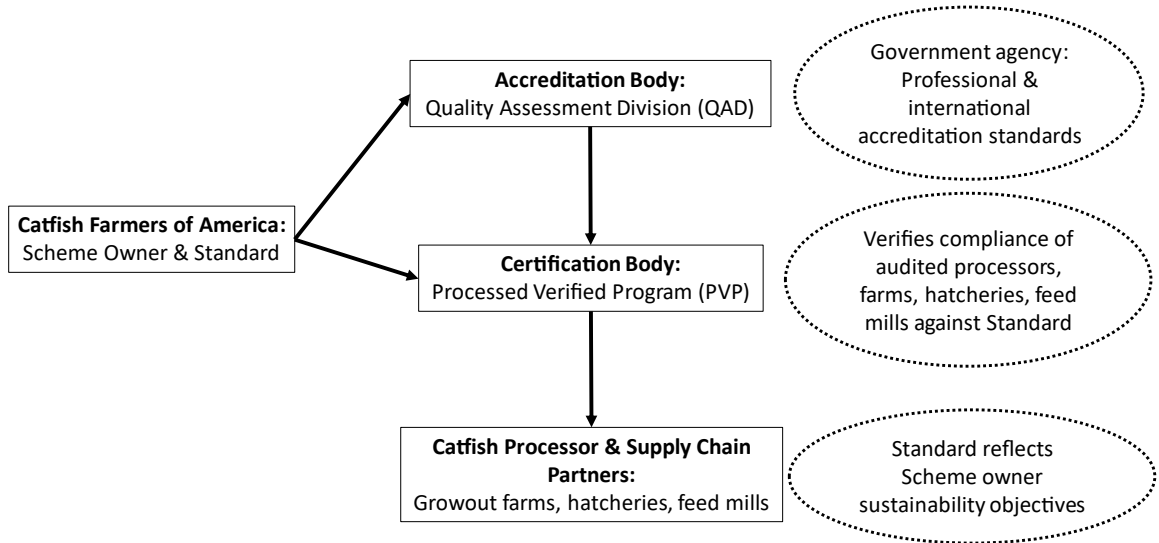 Accreditation Body:
Quality Assessment Division (QAD)
Government agency:
Professional &
international
accreditation standards
Catfish Farmers of America:
Scheme Owner & Standard
Certification Body:
Processed Verified Program (PVP)
Verifies compliance of
audited processors,
farms, hatcheries, feed
mills against Standard
Catfish Processor & Supply Chain
Partners:
Growout farms, hatcheries, feed mills
Standard reflects
Scheme owner
sustainability objectives